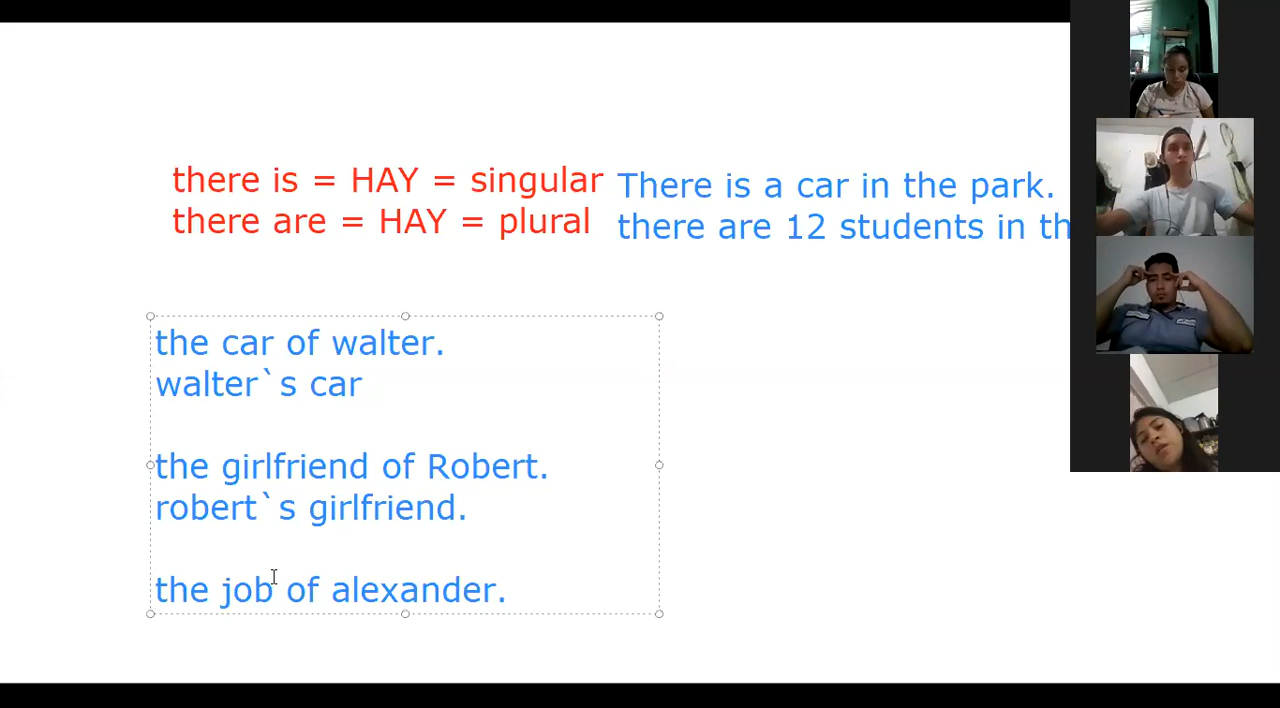 there is = HAY = singular
there are = HAY = plural
There is a car in the park.
there are 12 students in th
the car of walter.
walter`s car
the girlfriend of Robert.
robert`s girlfriend.
the job of alexander.